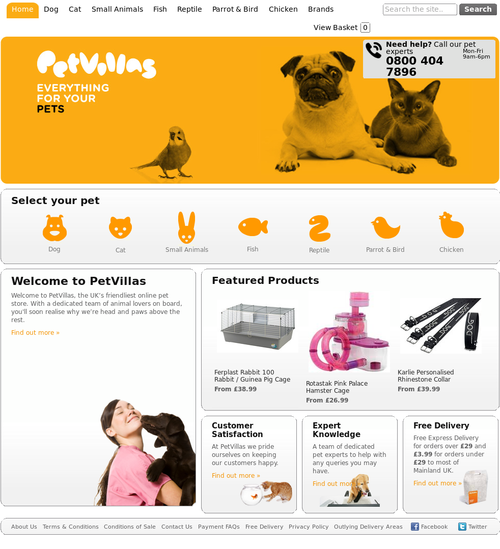 Home Dog Cat Small Animals Fish Reptile Parrot & Bird Chicken Brands
Search the site... Search
View Basket 0
Need help? Call our pet
experts
Mon-Fri
9am-6pm
0800 404
7896
PetVillas
EVERYTHING
FOR YOUR
PETS
Select your pet
Dog Cat Small Animals Fish Reptile Parrot & Bird Chicken
Welcome to PetVillas
Welcome to PetVillas, the UK's friendliest online pet
store. With a dedicated team of animal lovers on board,
you'll soon realise why we're head and paws above the
rest.
Find out more »
Featured Products
Ferplast Rabbit 100
Rabbit / Guinea Pig Cage
From £38.99
Rotastak Pink Palace
Hamster Cage
From £26.99
Karlie Personalised
Rhinestone Collar
From £39.99
Customer
Satisfaction
At PetVillas we pride
ourselves on keeping
our customers happy.
Find out more »
Expert
Knowledge
A team of dedicated
pet experts to help with
any queries you may
have.
Find out more
Free Delivery
Free Express Delivery
for orders over £29 and
£3.99 for orders under
£29 to most of
Mainland UK.
Find out more »
About Us Terms & Conditions Conditions of Sale Contact Us Payment FAQs Free Delivery Privacy Policy Outlying Delivery Areas Facebook Twitter